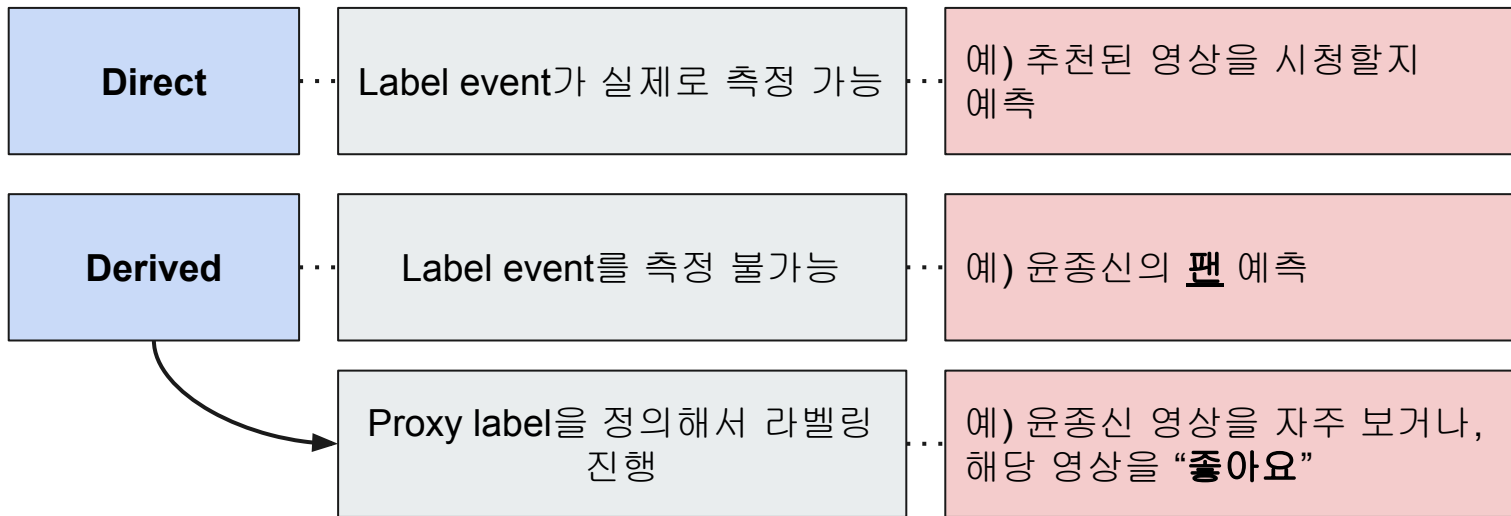 Direct
Label event가 실제로 측정 가능
예) 추천된 영상을 시청할지
예측
Derived
Label event를 측정 불가능
예) 윤종신의 팬 예측
Proxy label을 정의해서 라벨링
진행
예) 윤종신 영상을 자주 보거나,
해당 영상을 “좋아요”